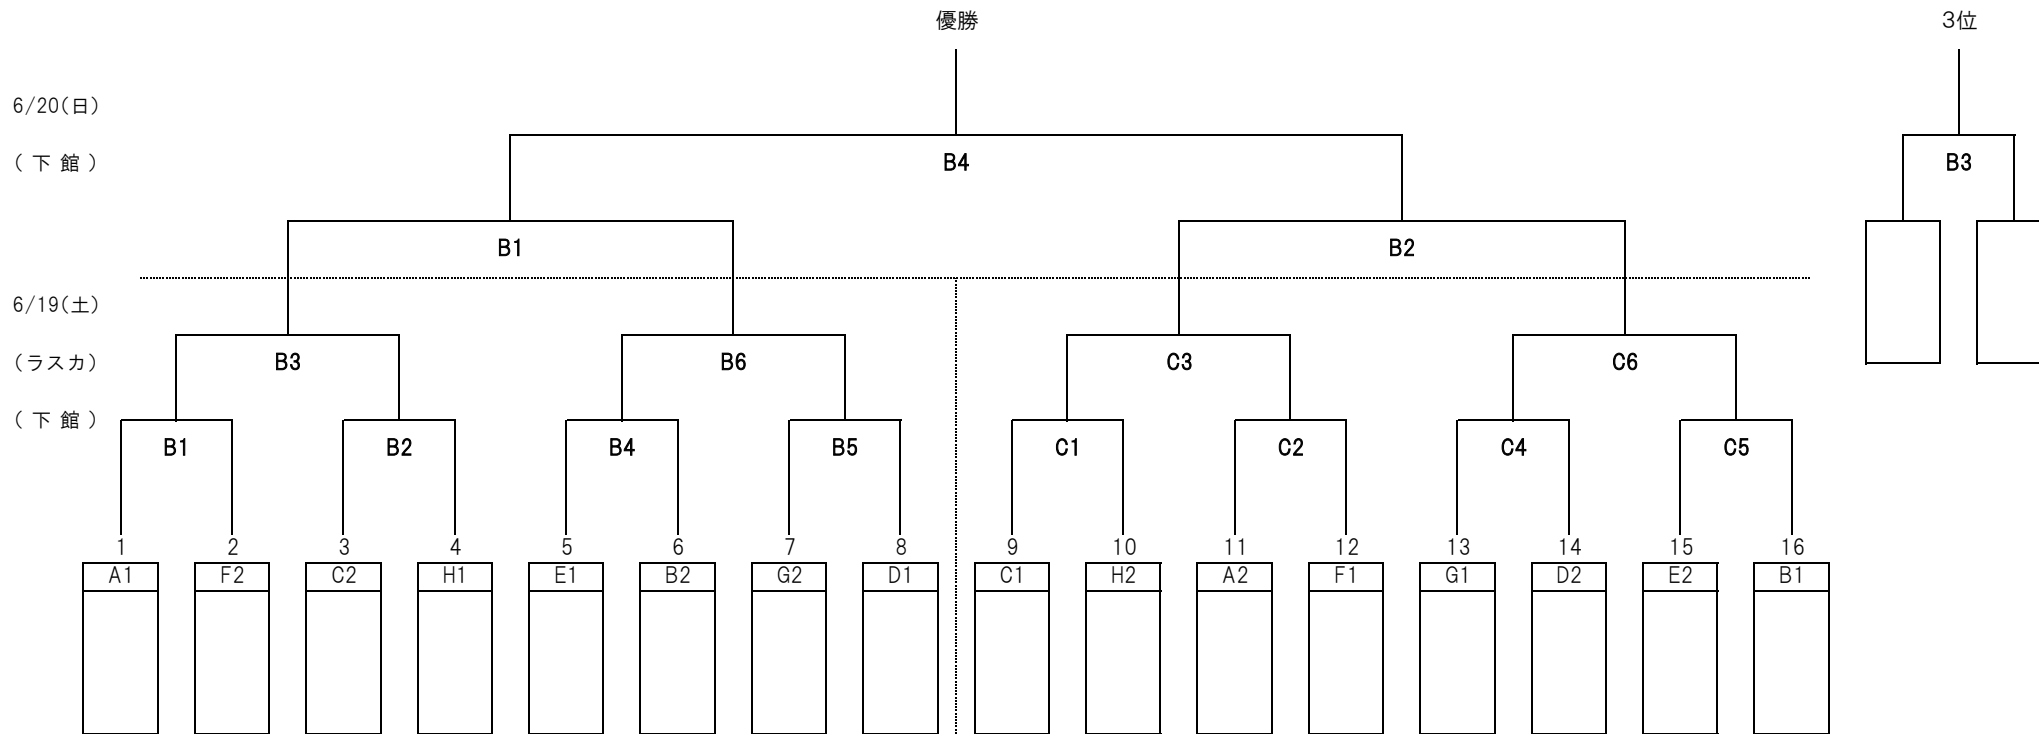 優勝 3位
6/20(日)
(下館) B4 B3
B1 B2
6/19(土)
(ラスカ) B3 B6 C3 C6
(下館)
B1 B2 B4 B5 C1 C2 C4 C5
1 2 3 4 5 6 7 8 9 10 11 12 13 14 15 16
A1 F2 C2 H1 E1 B2 G2 D1 C1 H2 A2 F1 G1 D2 E2 B1